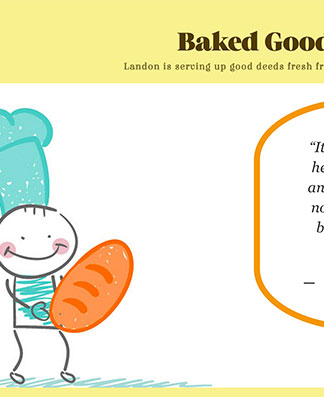 Baked Good
Landon is serving up good deeds fresh fr
“It
he
an
no
b
—